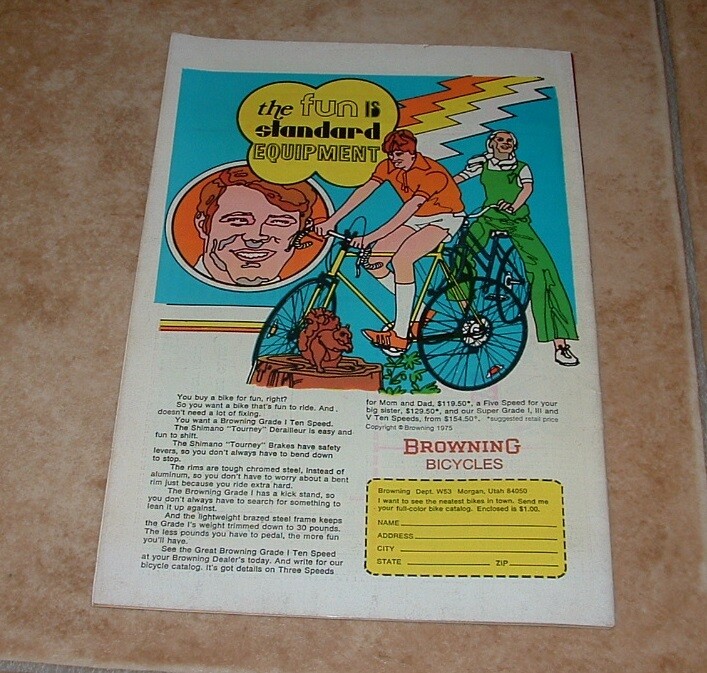 the fun IS
standard
EQUIPMENT
You buy a bike for fun, right?
So you want a bike that's fun to ride. And
doesn't need a lot of fixing.
You want a Browning Grade I Ten Speed.
The Shimano "Tourney" Derailleur is easy and
fun to shift.
The Shimano "Tourney" Brakes have safety
levers, so you don't always have to bend down
to stop.
The rims are tough chromed steel, instead of
aluminum, so you don't have to worry about a bent
rim just because you ride extra hard.
The Browning Grade I has a kick stand, so
you don't always have to search for something to
lean it up against.
And the lightweight brazed steel frame keeps
the Grade I's weight trimmed down to 30 pounds.
The less pounds you have to pedal, the more fun
you'll have.
See the Great Browning Grade I Ten Speed
at your Browning Dealer's today. And write for our
bicycle catalog. It's got details on Three Speeds
for Mom and Dad, $119.50*, a Five Speed for your
big sister, $129.50*, and our Super Grade I, III and
V Ten Speeds, from $154.50*. *suggested retail price
Copyright © Browning 1975
BROWNING
BICYCLES
Browning Dept. W53 Morgan, Utah 84050
I want to see the neatest bikes in town. Send me
your full-color bike catalog. Enclosed is $1.00.
NAME
ADDRESS
CITY
STATE ZIP